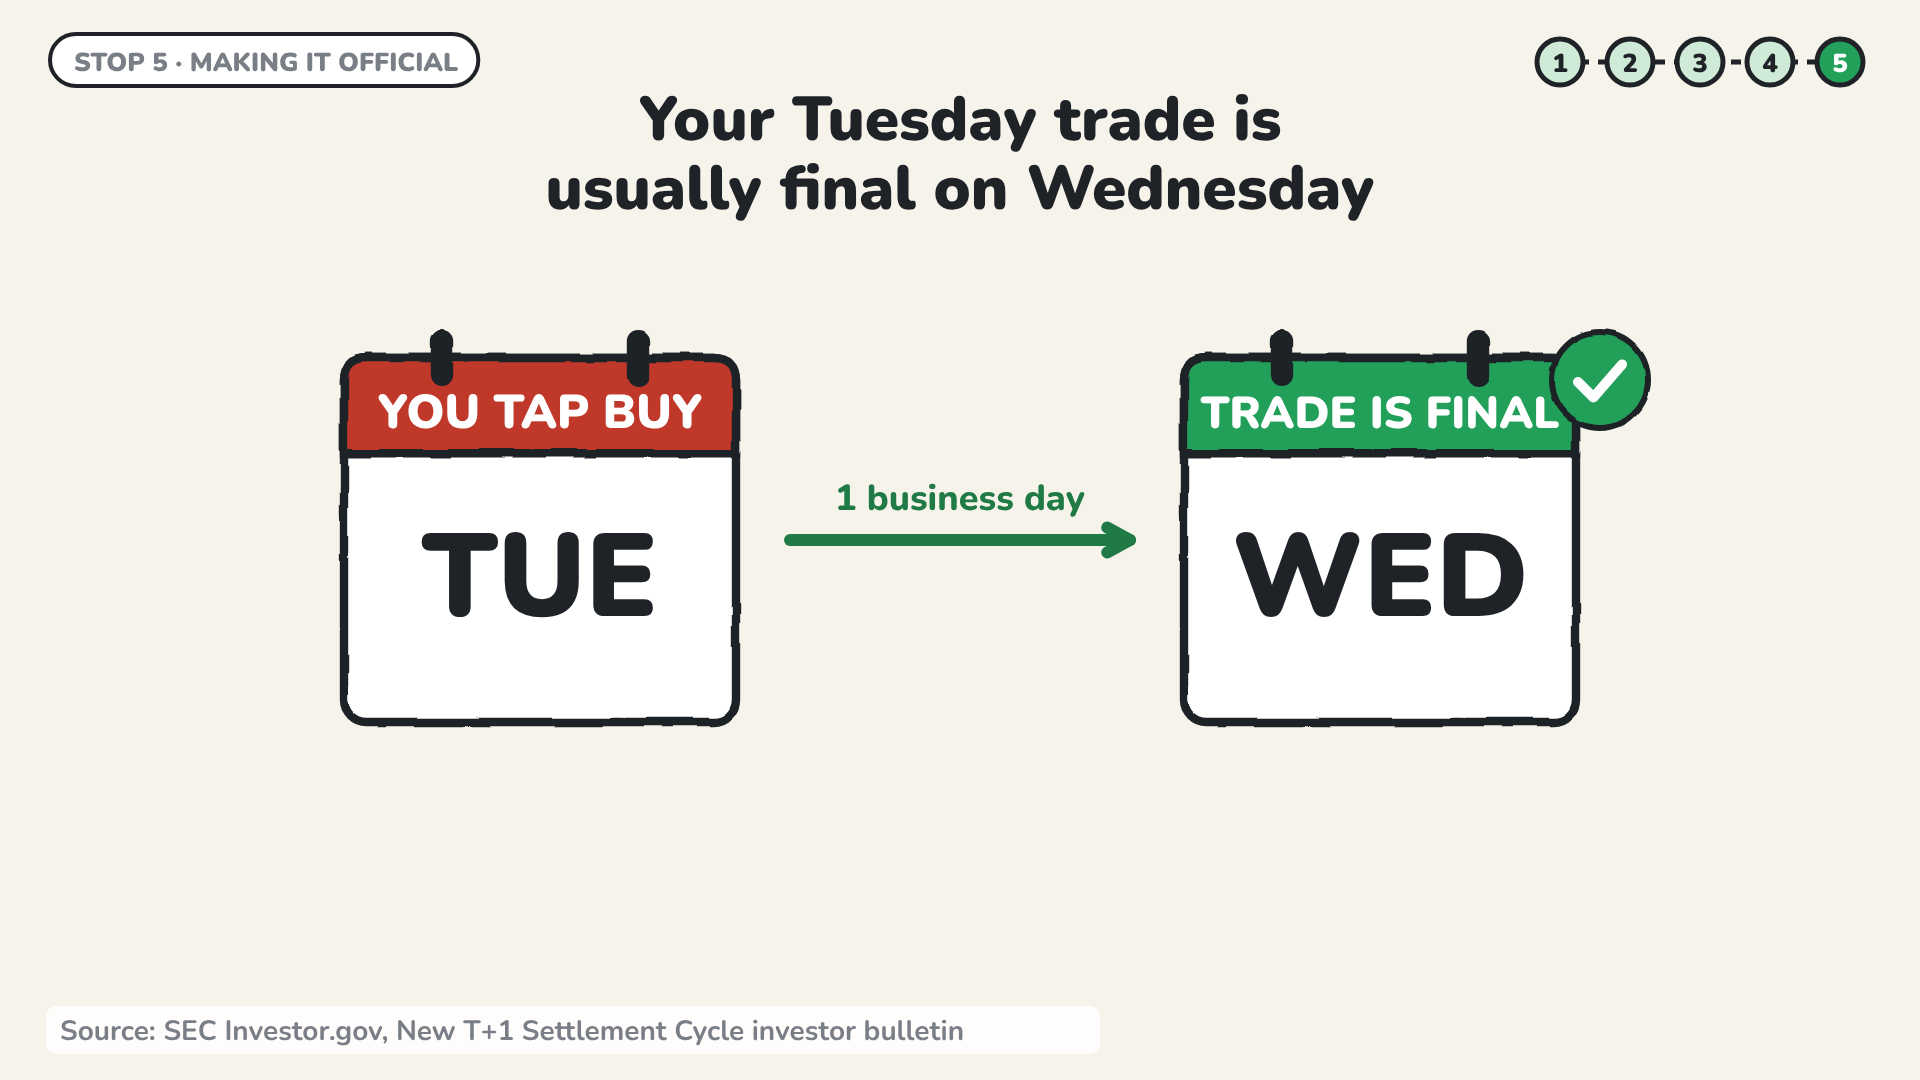 STOP 5 · MAKING IT OFFICIAL
1 2 3 4 5
Your Tuesday trade is
usually final on Wednesday
YOU TAP BUY
TUE
1 business day
TRADE IS FINAL
WED
Source: SEC Investor.gov, New T+1 Settlement Cycle investor bulletin